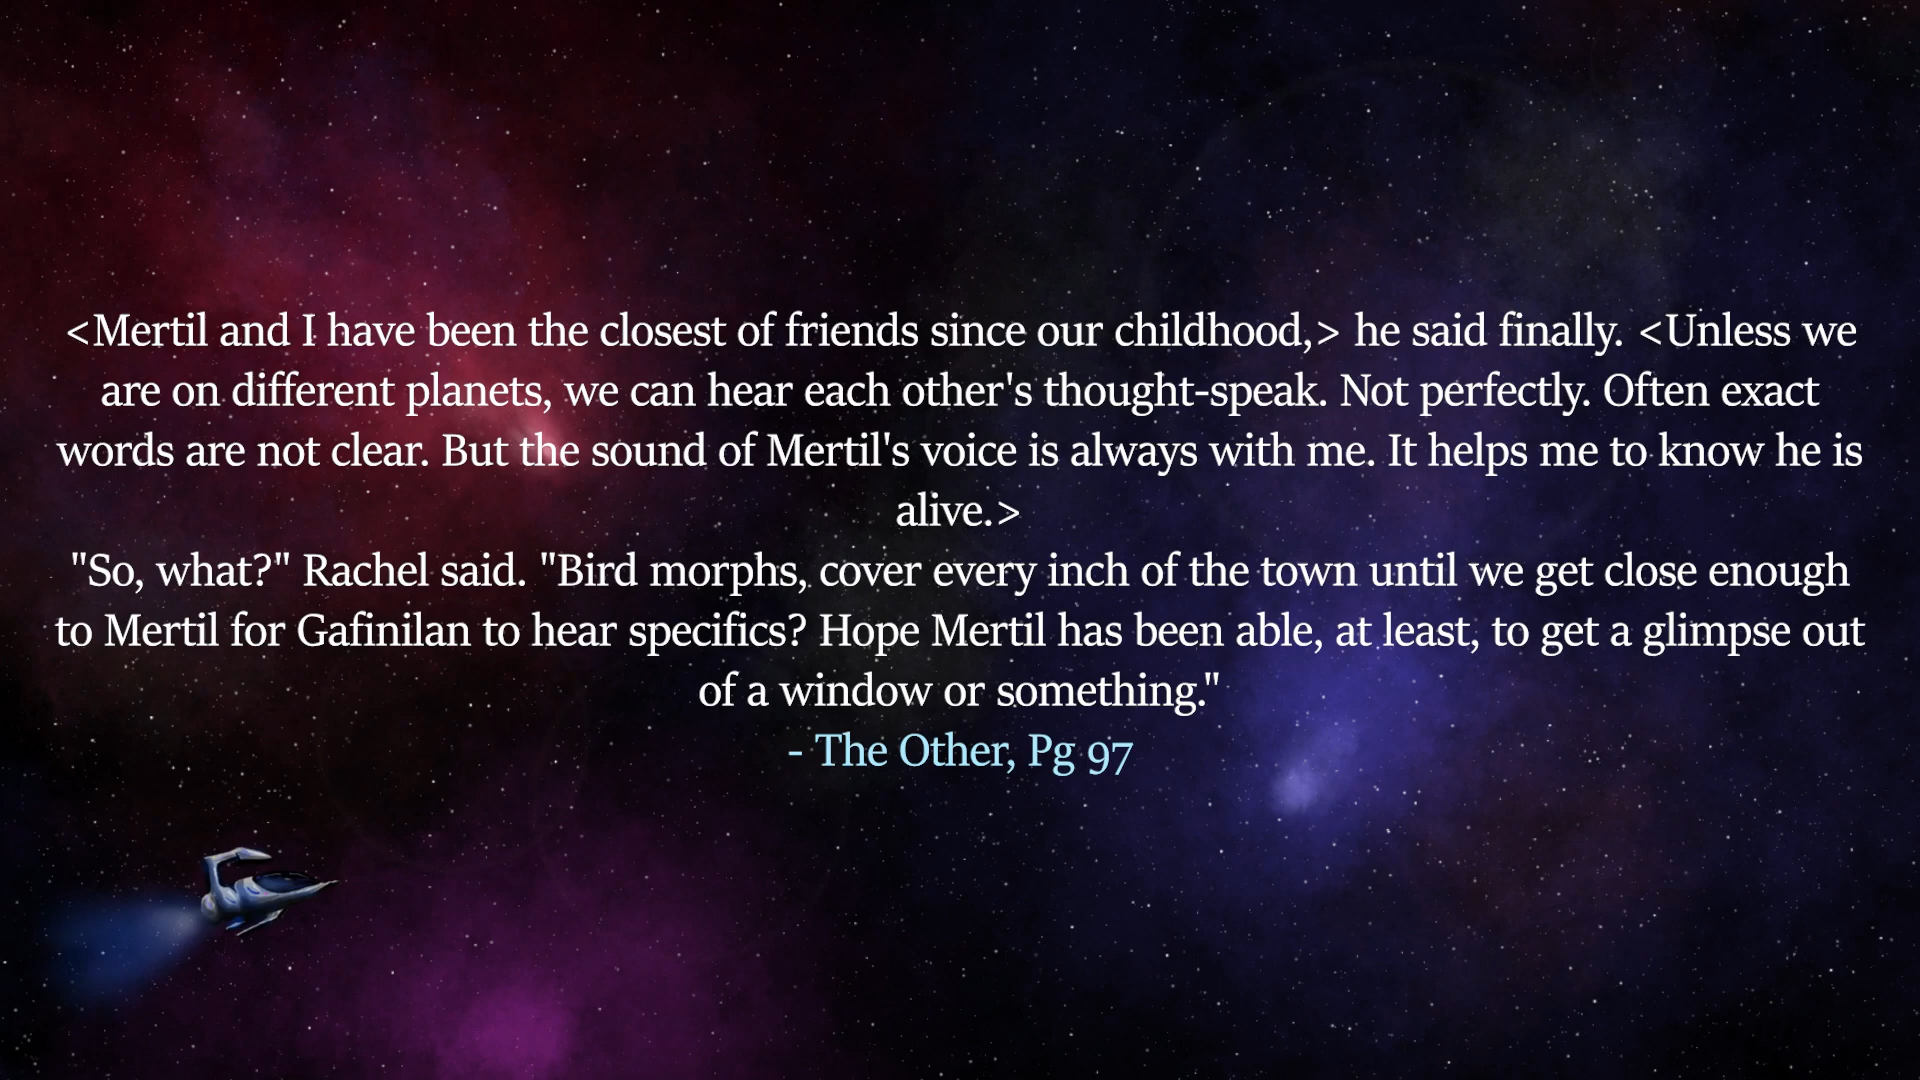 <Mertil and I have been the closest of friends since our childhood,> he said finally. <Unless we
are on different planets, we can hear each other's thought-speak. Not perfectly. Often exact
words are not clear. But the sound of Mertil's voice is always with me. It helps me to know he is
alive.>
"So, what?" Rachel said. "Bird morphs, cover every inch of the town until we get close enough
to Mertil for Gafinilan to hear specifics? Hope Mertil has been able, at least, to get a glimpse out
of a window or something."
- The Other, Pg 97